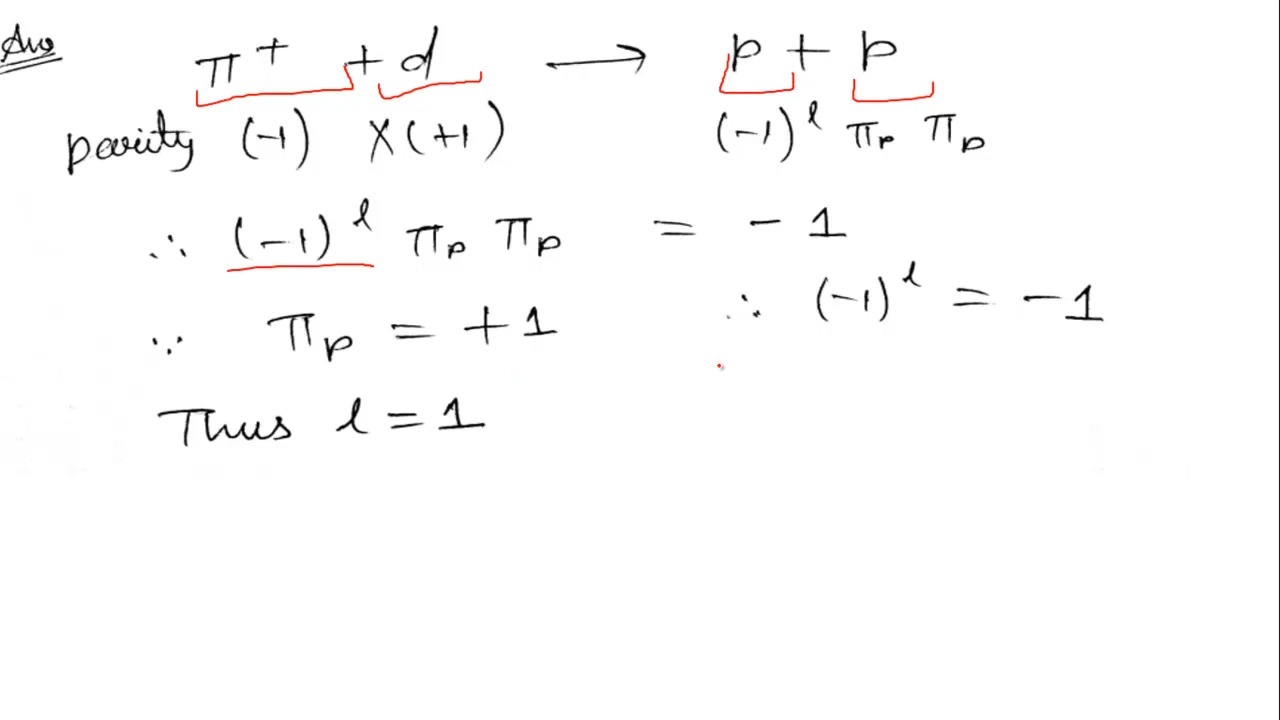 Ans
π⁺ + d ⟶ p + p
parity (-1) X (+1) (-1)ˡ πₚ πₚ
∴ (-1)ˡ πₚ πₚ = -1
∴ (-1)ˡ = -1
∵ πₚ = +1
Thus l = 1